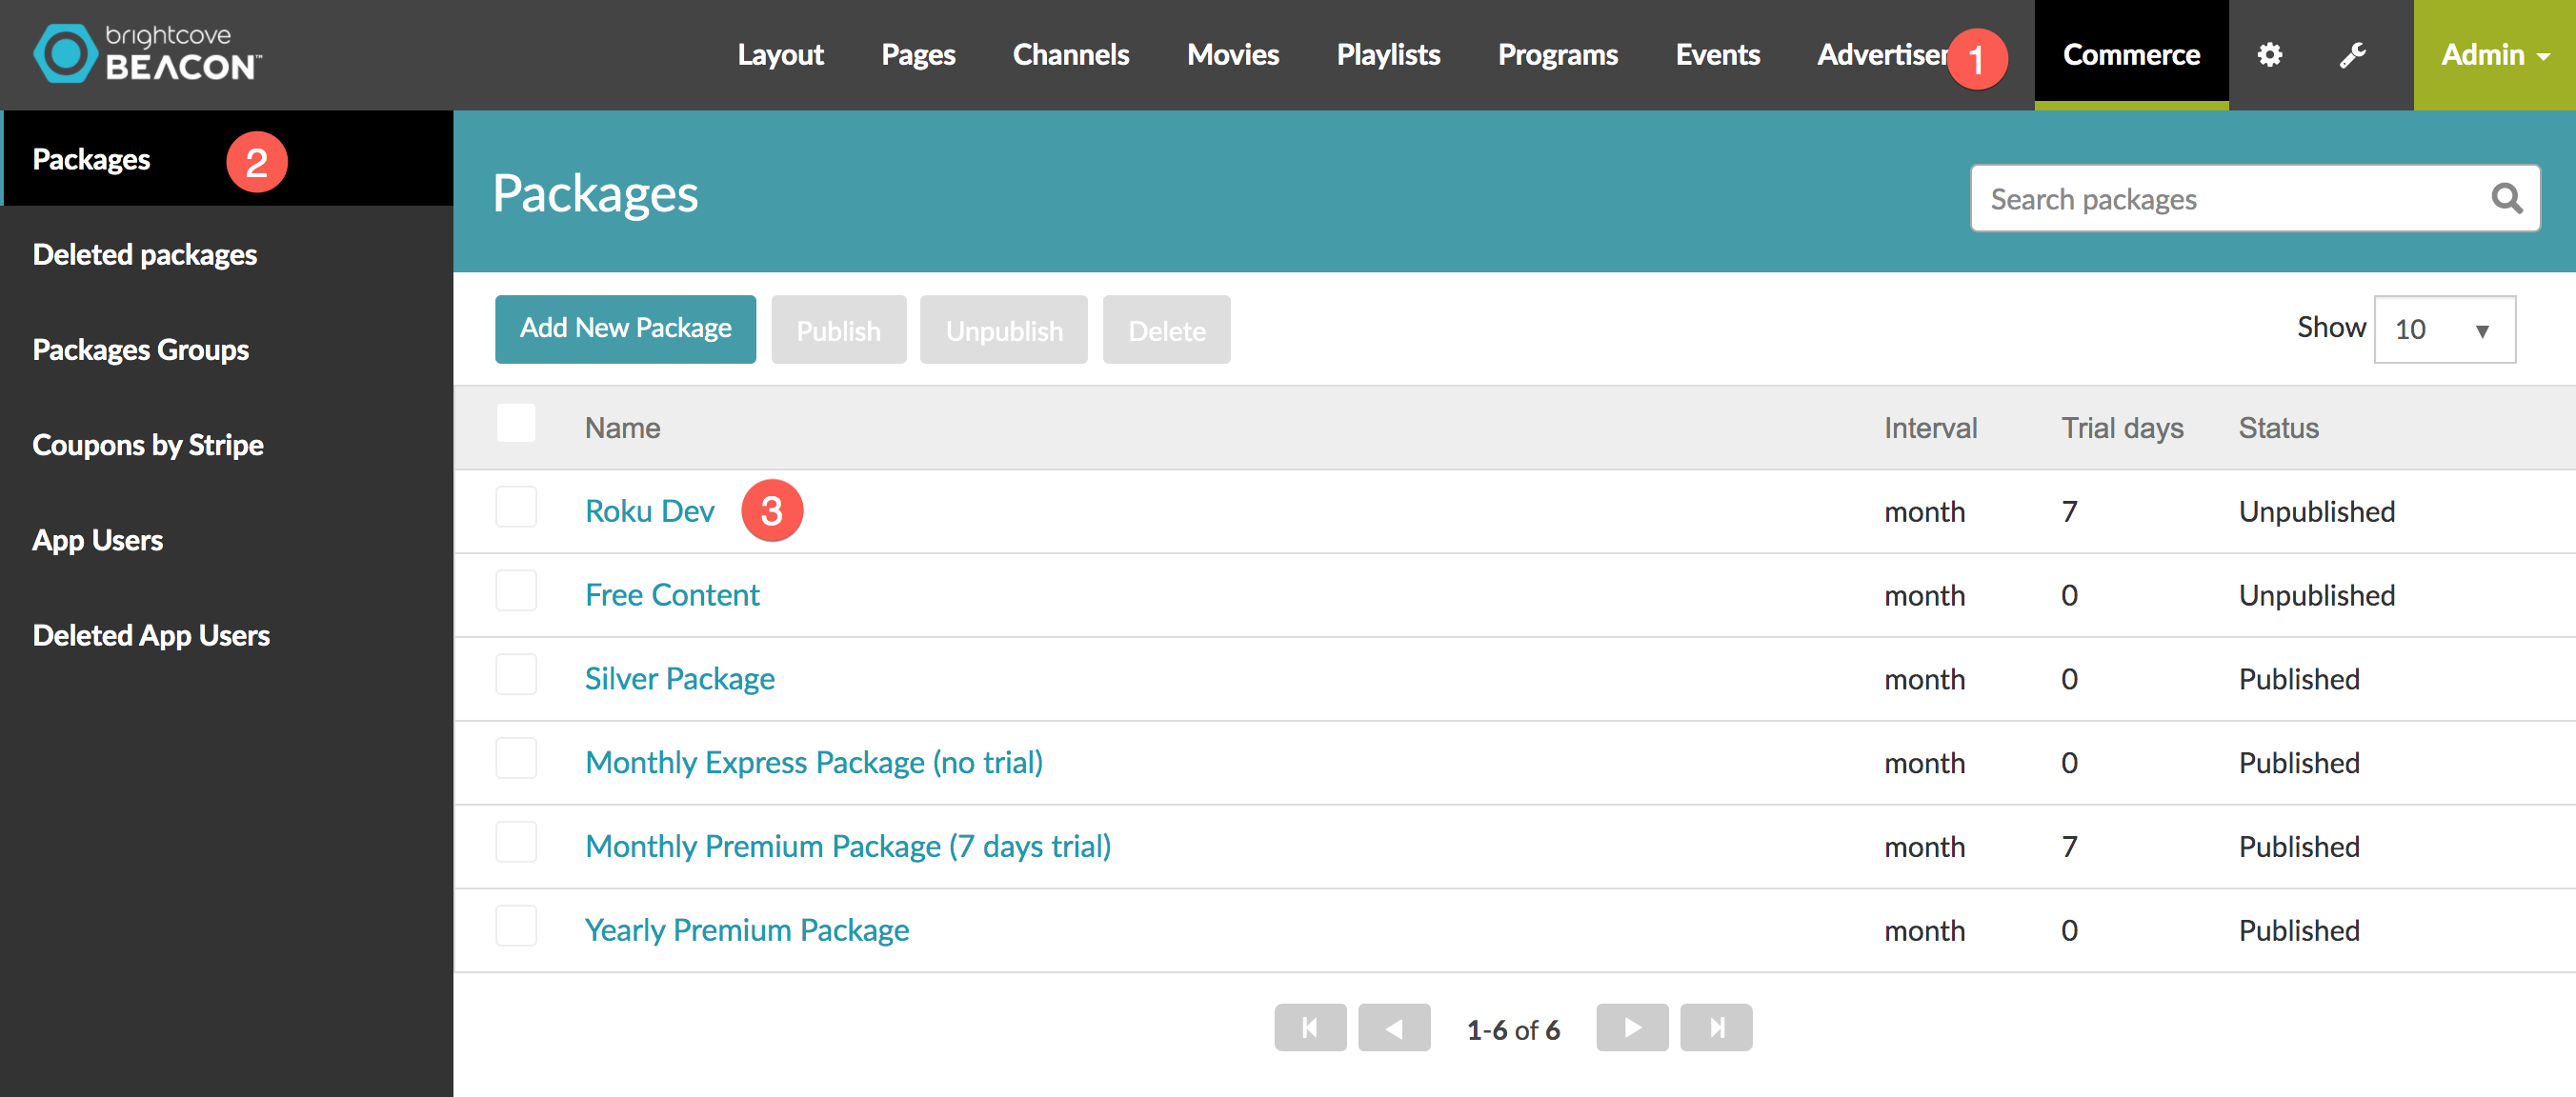 brightcove
BEACON™
Layout Pages Channels Movies Playlists Programs Events 1 Commerce Admin
Packages 2
Deleted packages
Packages Groups
Coupons by Stripe
App Users
Deleted App Users
Packages
Search packages
Add New Package Publish Unpublish Delete
Show 10
Name Interval Trial days Status
Roku Dev 3 month 7 Unpublished
Free Content month 0 Unpublished
Silver Package month 0 Published
Monthly Express Package (no trial) month 0 Published
Monthly Premium Package (7 days trial) month 7 Published
Yearly Premium Package month 0 Published
1-6 of 6